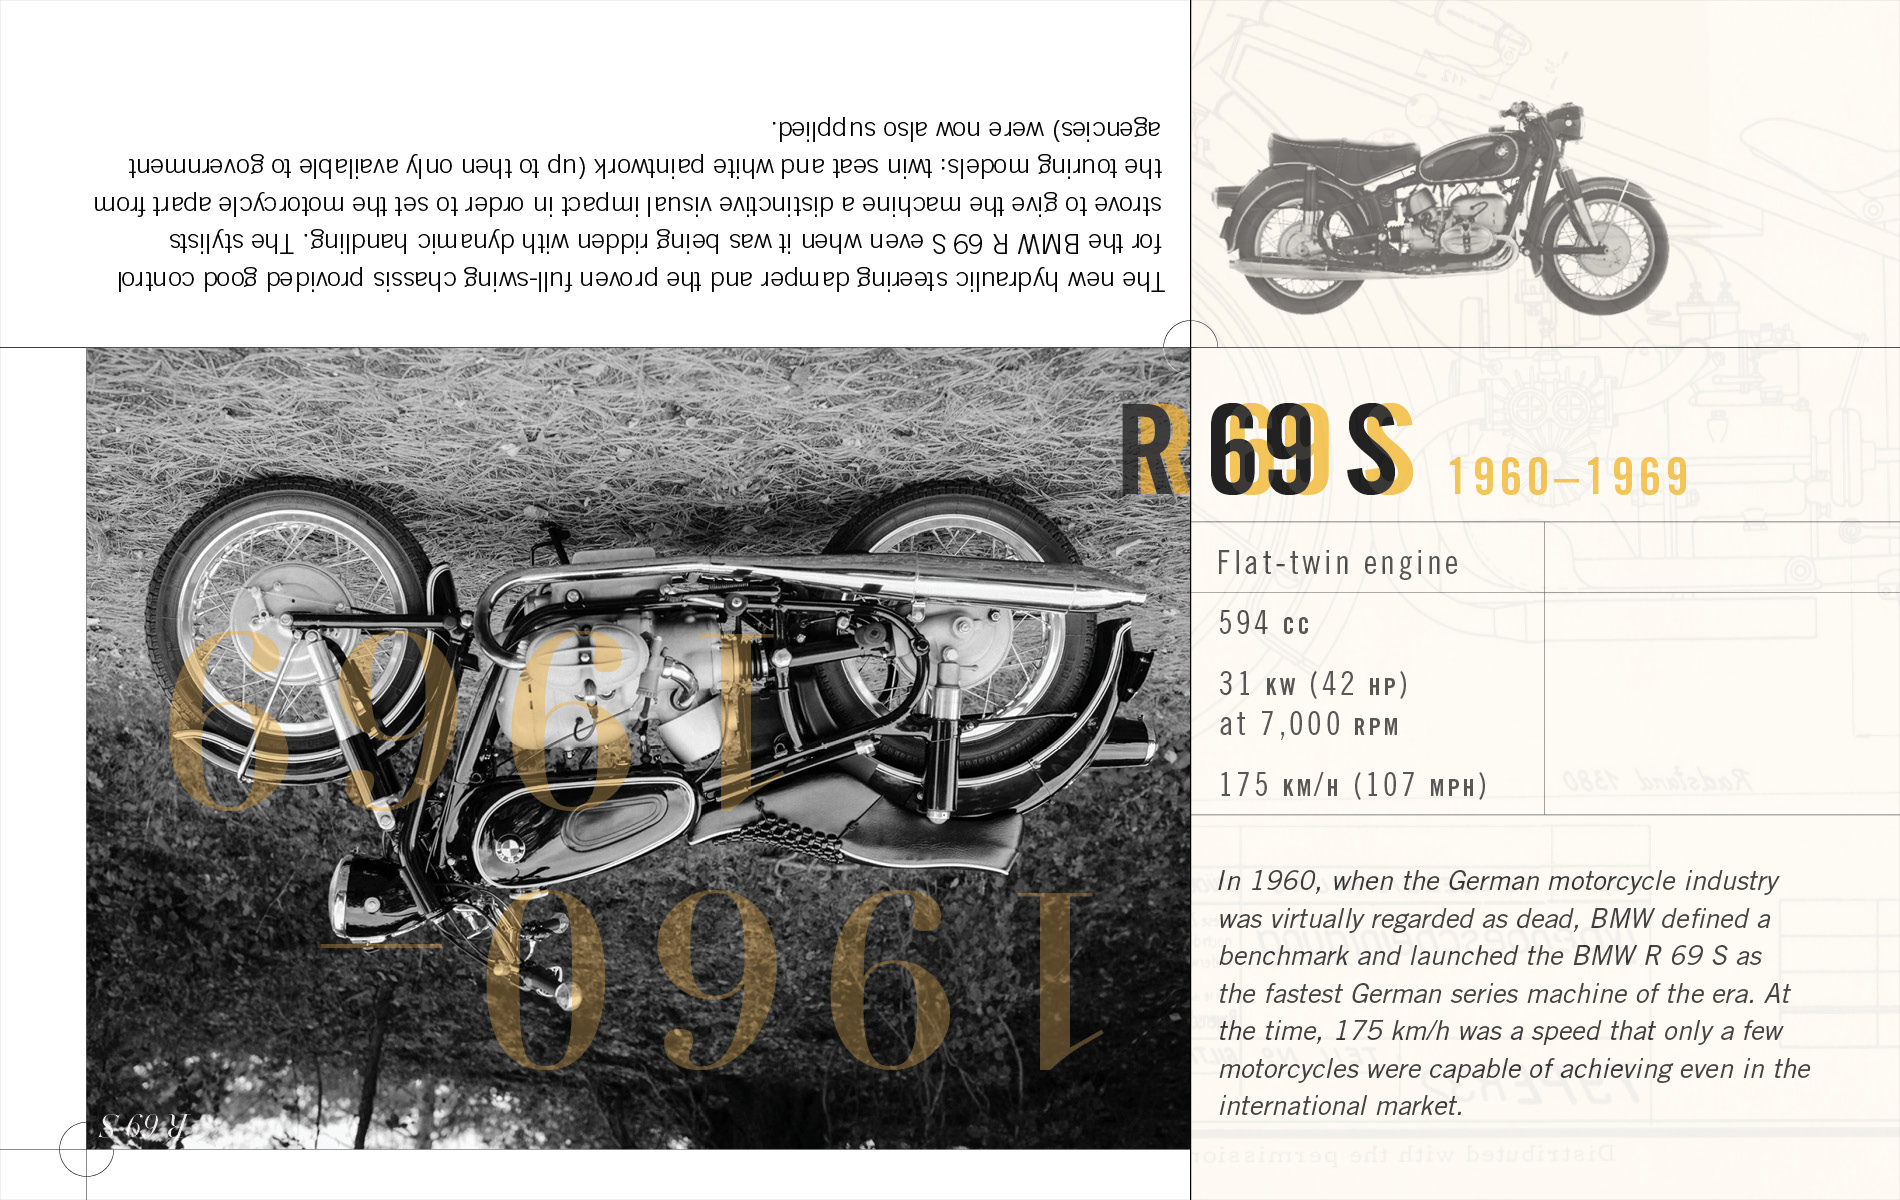 The new hydraulic steering damper and the proven full-swing chassis provided good control
for the BMW R 69 S even when it was being ridden with dynamic handling. The stylists
strove to give the machine a distinctive visual impact in order to set the motorcycle apart from
the touring models: twin seat and white paintwork (up to then only available to government
agencies) were now also supplied.
1960–
1969
R 69 S
R 69 S 1960–1969
Flat-twin engine
594 CC
31 KW (42 HP)
at 7,000 RPM
175 KM/H (107 MPH)
In 1960, when the German motorcycle industry
was virtually regarded as dead, BMW defined a
benchmark and launched the BMW R 69 S as
the fastest German series machine of the era. At
the time, 175 km/h was a speed that only a few
motorcycles were capable of achieving even in the
international market.
Radstand 1380
Typenbescheinigung
Distributed with the permission